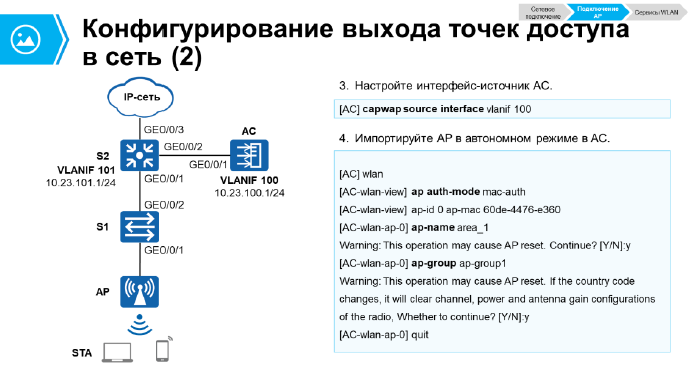 Сетевое
подключение
Подключение
AP
Сервисы WLAN
Конфигурирование выхода точек доступа
в сеть (2)
IP-сеть
GE0/0/3
GE0/0/2
AC
S2
VLANIF 101
10.23.101.1/24
GE0/0/1
GE0/0/1
VLANIF 100
10.23.100.1/24
GE0/0/2
S1
GE0/0/1
AP
STA
3. Настройте интерфейс-источник AC.
[AC] capwap source interface vlanif 100
4. Импортируйте AP в автономном режиме в AC.
[AC] wlan
[AC-wlan-view] ap auth-mode mac-auth
[AC-wlan-view] ap-id 0 ap-mac 60de-4476-e360
[AC-wlan-ap-0] ap-name area_1
Warning: This operation may cause AP reset. Continue? [Y/N]:y
[AC-wlan-ap-0] ap-group ap-group1
Warning: This operation may cause AP reset. If the country code
changes, it will clear channel, power and antenna gain configurations
of the radio, Whether to continue? [Y/N]:y
[AC-wlan-ap-0] quit